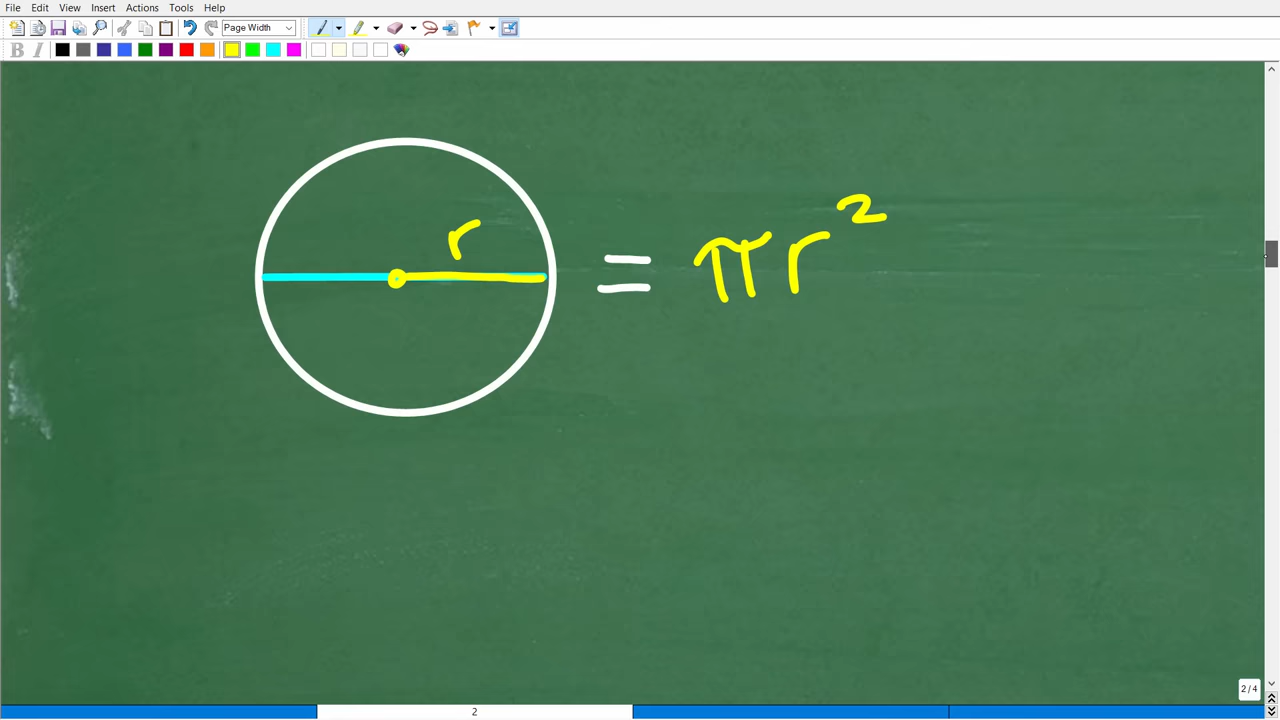 File Edit View Insert Actions Tools Help
Page Width
B I
r
= πr²
2 / 4
2